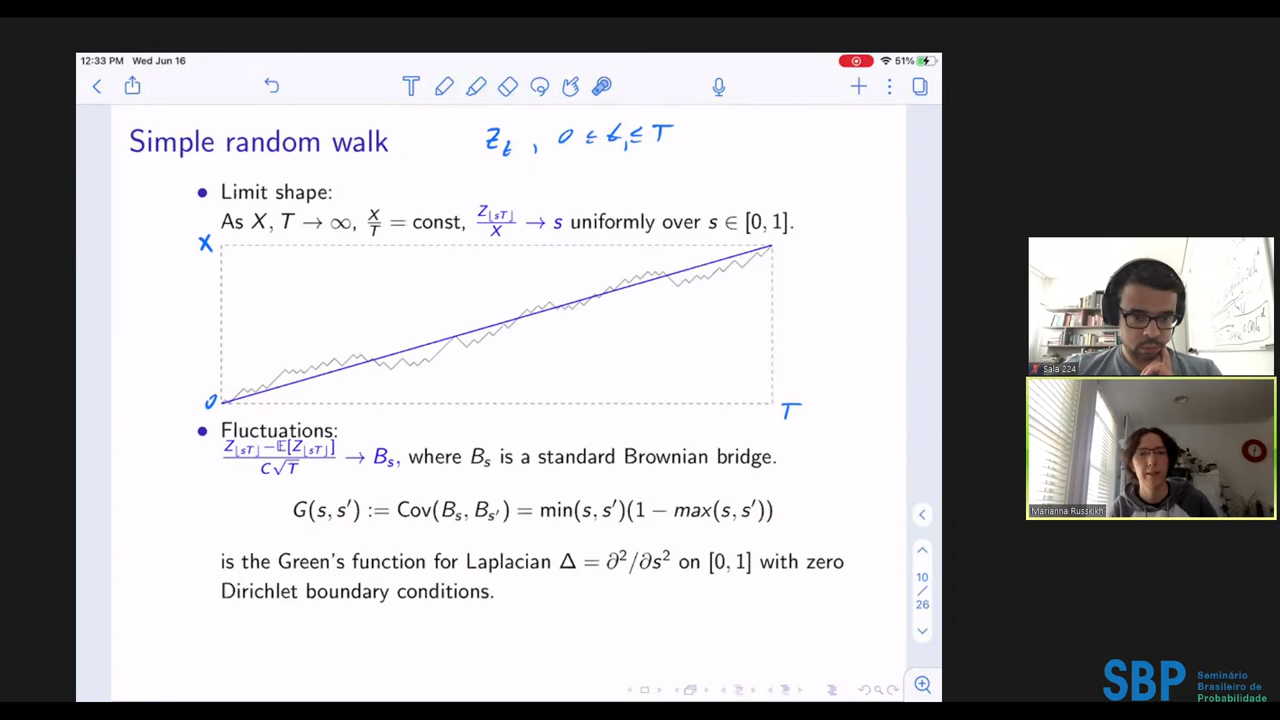 12:33 PM Wed Jun 16
51%
Simple random walk
Z_t , 0 ≤ t ≤ T
• Limit shape:
As X, T → ∞, X/T = const, Z_⌊sT⌋/X → s uniformly over s ∈ [0, 1].
X
0
T
• Fluctuations:
(Z_⌊sT⌋ − 𝔼[Z_⌊sT⌋])/(C√T) → B_s, where B_s is a standard Brownian bridge.
G(s, s′) := Cov(B_s, B_s′) = min(s, s′)(1 − max(s, s′))
is the Green's function for Laplacian Δ = ∂²/∂s² on [0, 1] with zero
Dirichlet boundary conditions.
10
/
26
Sala 224
Marianna Russkikh
SBP
Seminário
Brasileiro de
Probabilidade